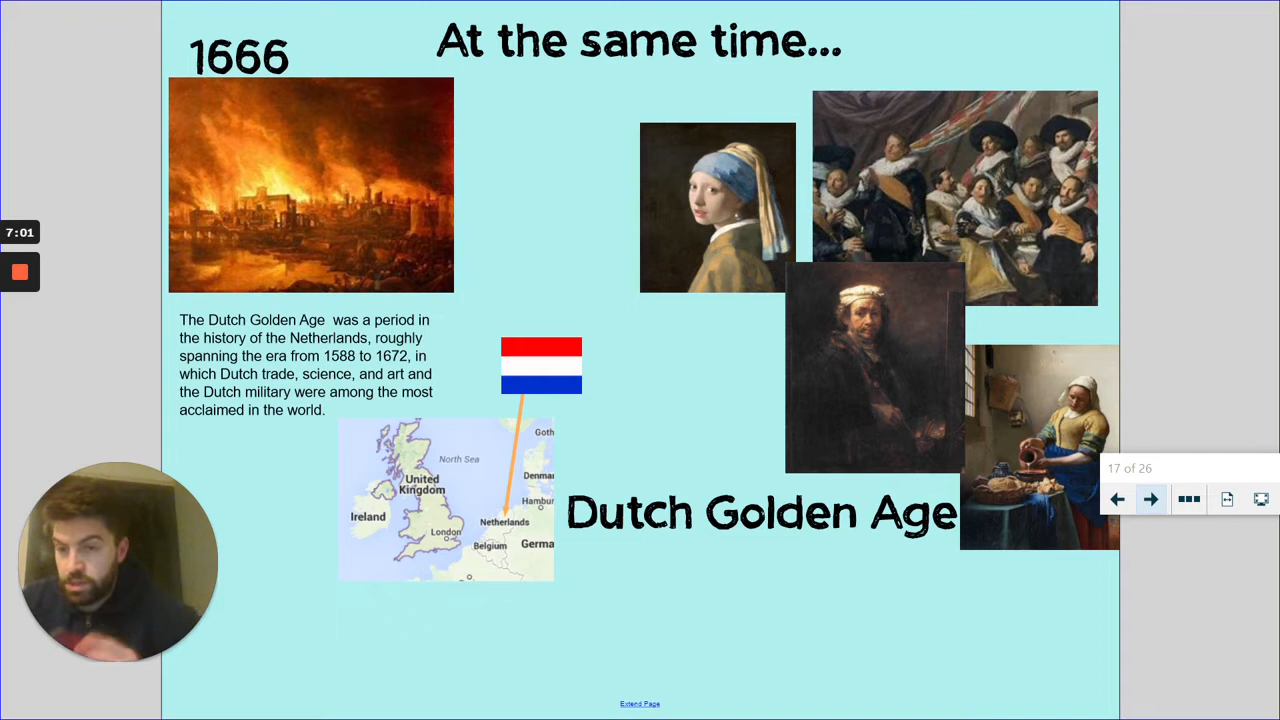 At the same time...
1666
7:01
The Dutch Golden Age was a period in
the history of the Netherlands, roughly
spanning the era from 1588 to 1672, in
which Dutch trade, science, and art and
the Dutch military were among the most
acclaimed in the world.
Goth
North Sea
Denmar
United
Kingdom
Hambur
Ireland
Netherlands
London
Belgium
Germa
Dutch Golden Age
17 of 26
Extend Page